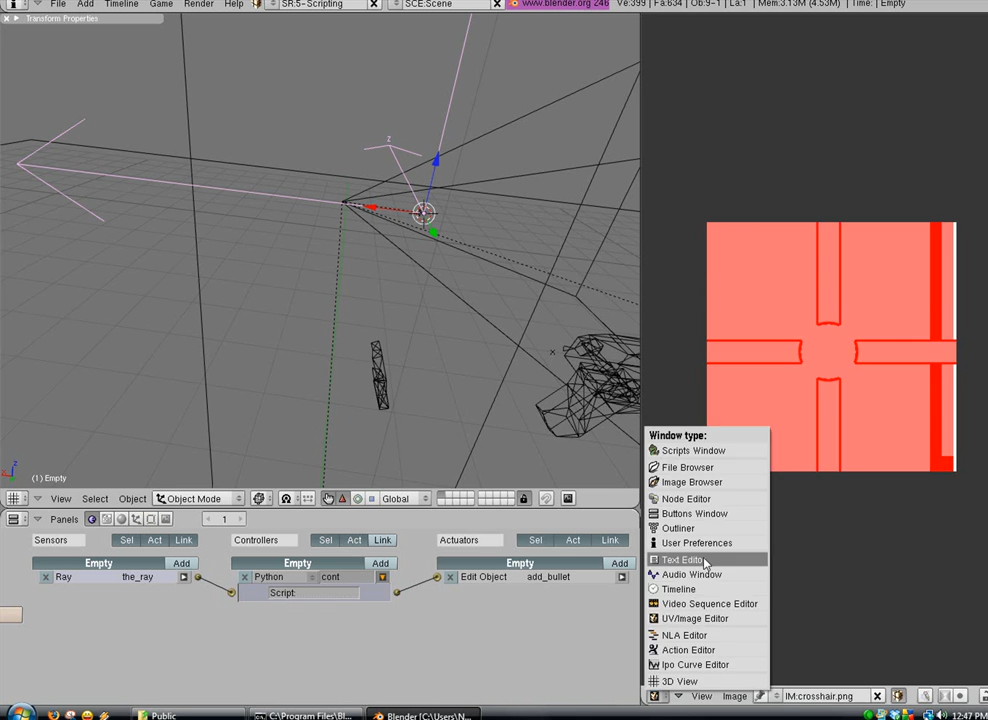 File Add Timeline Game Render Help SR:5-Scripting SCE:Scene www.blender.org 246 Ve:399 | Fa:634 | Ob:9-1 | La:1 | Mem:3.13M (4.53M) | Time: | Empty
Transform Properties
z
x
(1) Empty
View Select Object Object Mode Global
Panels 1
Sensors Sel Act Link Controllers Sel Act Link Actuators Sel Act Link
Empty Add Empty Add Empty Add
Ray the_ray Python cont Edit Object add_bullet
Script:
Window type:
Scripts Window
File Browser
Image Browser
Node Editor
Buttons Window
Outliner
User Preferences
Text Editor
Audio Window
Timeline
Video Sequence Editor
UV/Image Editor
NLA Editor
Action Editor
Ipo Curve Editor
3D View
View Image IM:crosshair.png
Public C:\Program Files\Bl... Blender [C:\Users\N... 12:47 PM